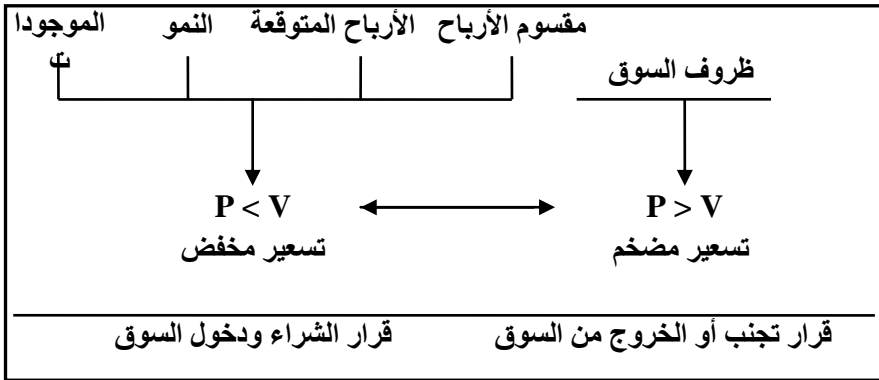 مقسوم الأرباح الأرباح المتوقعة النمو الموجودا
ت
ظروف السوق
P > V P < V
تسعير مضخم تسعير مخفض
قرار تجنب أو الخروج من السوق قرار الشراء ودخول السوق